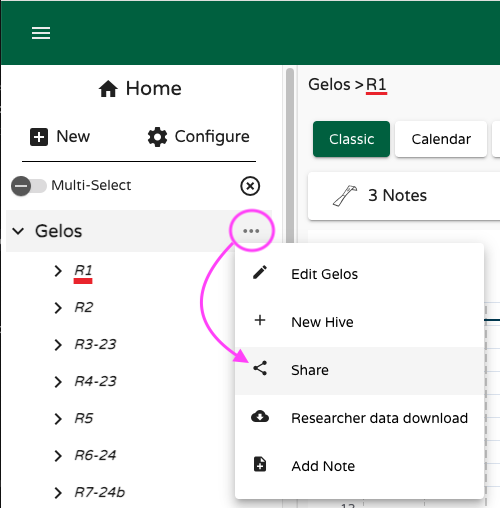 Home
New
Configure
Multi-Select
Gelos
R1
R2
R3-23
R4-23
R5
R6-24
R7-24b
Gelos > R1
Classic
Calendar
3 Notes
Edit Gelos
New Hive
Share
Researcher data download
Add Note